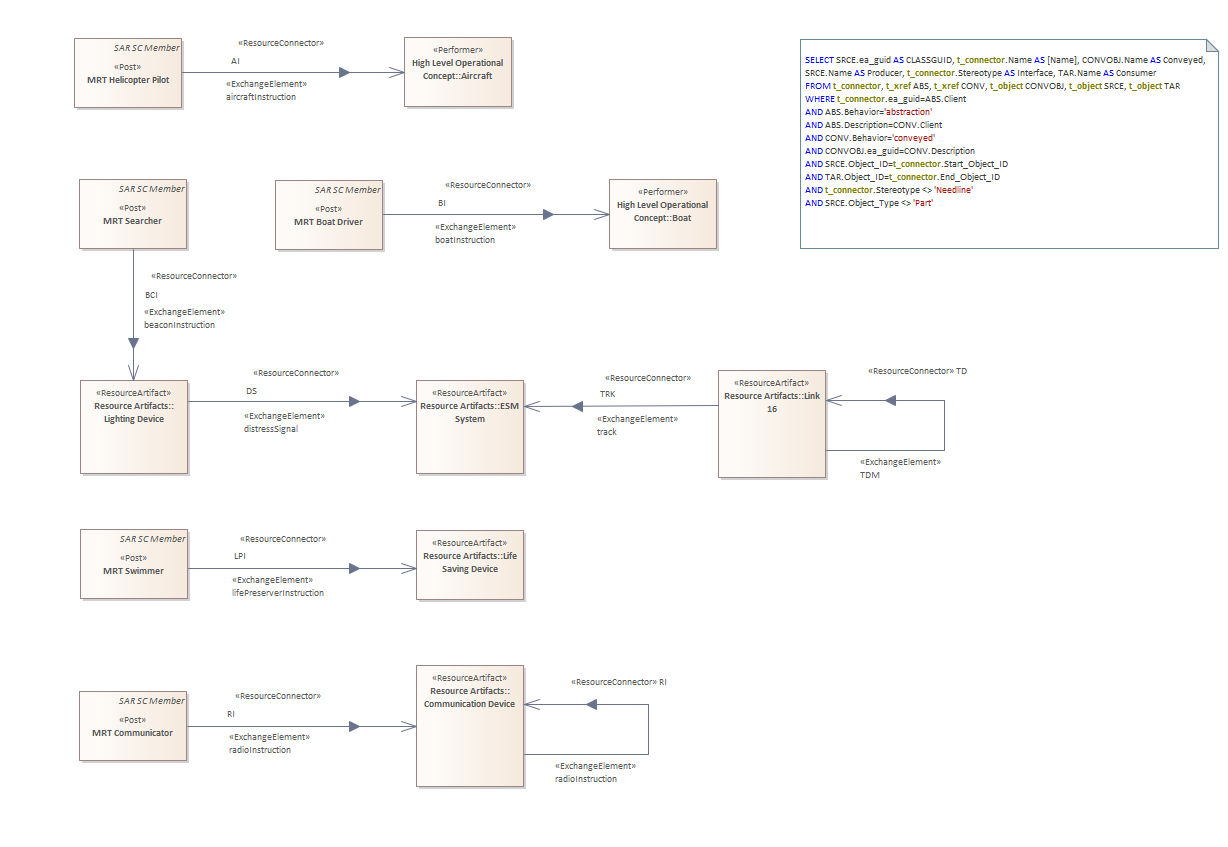 SAR SC Member
«Post»
MRT Helicopter Pilot
«ResourceConnector»
AI
«ExchangeElement»
aircraftInstruction
«Performer»
High Level Operational
Concept::Aircraft
SELECT SRCE.ea_guid AS CLASSGUID, t_connector.Name AS [Name], CONVOBJ.Name AS Conveyed,
SRCE.Name AS Producer, t_connector.Stereotype AS Interface, TAR.Name AS Consumer
FROM t_connector, t_xref ABS, t_xref CONV, t_object CONVOBJ, t_object SRCE, t_object TAR
WHERE t_connector.ea_guid=ABS.Client
AND ABS.Behavior='abstraction'
AND ABS.Description=CONV.Client
AND CONV.Behavior='conveyed'
AND CONVOBJ.ea_guid=CONV.Description
AND SRCE.Object_ID=t_connector.Start_Object_ID
AND TAR.Object_ID=t_connector.End_Object_ID
AND t_connector.Stereotype <> 'Needline'
AND SRCE.Object_Type <> 'Part'
SAR SC Member
«Post»
MRT Searcher
SAR SC Member
«Post»
MRT Boat Driver
«ResourceConnector»
BI
«ExchangeElement»
boatInstruction
«Performer»
High Level Operational
Concept::Boat
«ResourceConnector»
BCI
«ExchangeElement»
beaconInstruction
«ResourceArtifact»
Resource Artifacts::
Lighting Device
«ResourceConnector»
DS
«ExchangeElement»
distressSignal
«ResourceArtifact»
Resource Artifacts::ESM
System
«ResourceConnector»
TRK
«ExchangeElement»
track
«ResourceArtifact»
Resource Artifacts::Link
16
«ResourceConnector» TD
«ExchangeElement»
TDM
SAR SC Member
«Post»
MRT Swimmer
«ResourceConnector»
LPI
«ExchangeElement»
lifePreserverInstruction
«ResourceArtifact»
Resource Artifacts::Life
Saving Device
SAR SC Member
«Post»
MRT Communicator
«ResourceConnector»
RI
«ExchangeElement»
radioInstruction
«ResourceArtifact»
Resource Artifacts::
Communication Device
«ResourceConnector» RI
«ExchangeElement»
radioInstruction